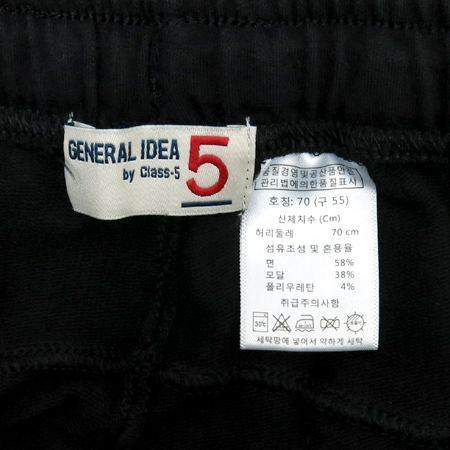 GENERAL IDEA
by Class-5
5
품질경영및공산품안전
관리법에의한품질표시
호칭: 70 (구 55)
신체치수 (Cm)
허리둘레 70 cm
섬유조성 및 혼용율
면 58%
모달 38%
폴리우레탄 4%
취급주의사항
30℃
세탁망에 넣어서 약하게 세탁